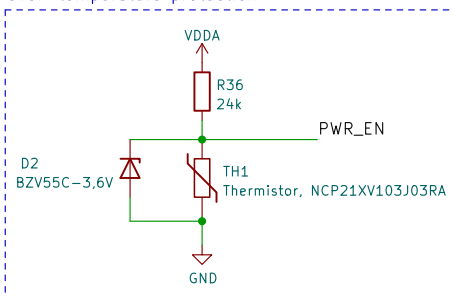 VDDA
R36
24k
PWR_EN
D2
BZV55C-3,6V
TH1
Thermistor, NCP21XV103J03RA
GND